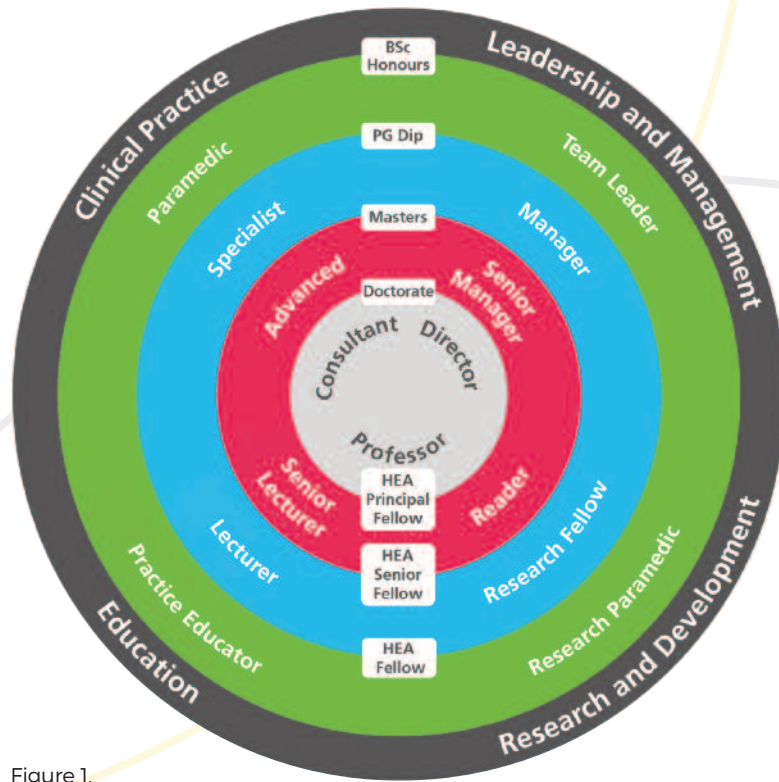 Clinical Practice
Leadership and Management
BSc
Honours
Paramedic
Team Leader
PG Dip
Specialist
Manager
Masters
Advanced
Senior
Manager
Doctorate
Consultant
Director
Professor
HEA
Principal
Fellow
Senior
Lecturer
Reader
HEA
Senior
Fellow
Lecturer
Research Fellow
HEA
Fellow
Practice Educator
Research Paramedic
Education
Research and Development
Figure 1.